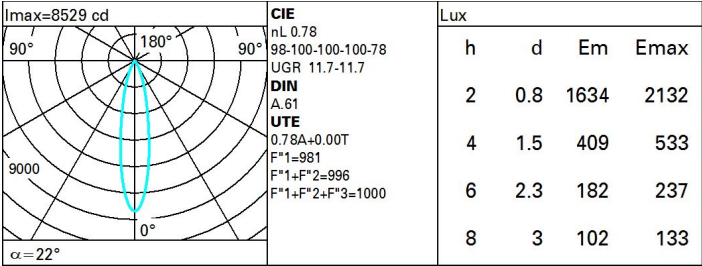 Imax=8529 cd
90° 180° 90°
9000
0°
α=22°
CIE
nL 0.78
98-100-100-100-78
UGR 11.7-11.7
DIN
A.61
UTE
0.78A+0.00T
F"1=981
F"1+F"2=996
F"1+F"2+F"3=1000
Lux
h d Em Emax
2 0.8 1634 2132
4 1.5 409 533
6 2.3 182 237
8 3 102 133